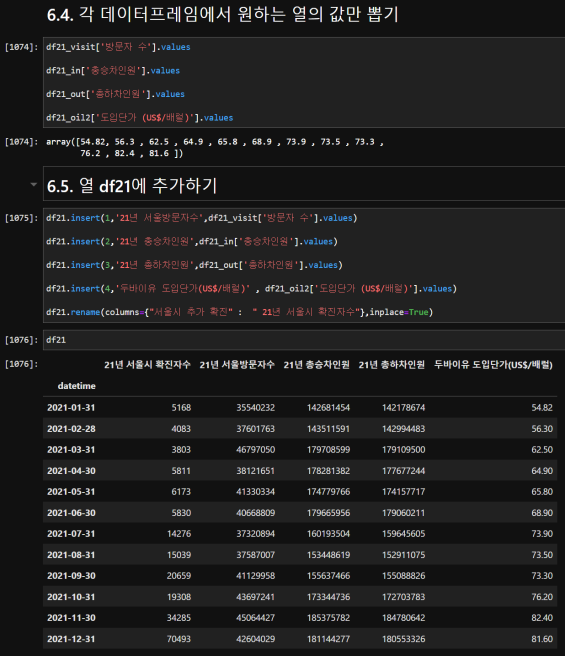 6.4. 각 데이터프레임에서 원하는 열의 값만 뽑기
[1074]: df21_visit['방문자 수'].values
df21_in['총승차인원'].values
df21_out['총하차인원'].values
df21_oil2['도입단가 (US$/배럴)'].values
[1074]: array([54.82, 56.3 , 62.5 , 64.9 , 65.8 , 68.9 , 73.9 , 73.5 , 73.3 ,
76.2 , 82.4 , 81.6 ])
6.5. 열 df21에 추가하기
[1075]: df21.insert(1,'21년 서울방문자수',df21_visit['방문자 수'].values)
df21.insert(2,'21년 총승차인원',df21_in['총승차인원'].values)
df21.insert(3,'21년 총하차인원',df21_out['총하차인원'].values)
df21.insert(4,'두바이유 도입단가(US$/배럴)' , df21_oil2['도입단가 (US$/배럴)'].values)
df21.rename(columns={"서울시 추가 확진" : " 21년 서울시 확진자수"},inplace=True)
[1076]: df21
[1076]: 21년 서울시 확진자수 21년 서울방문자수 21년 총승차인원 21년 총하차인원 두바이유 도입단가(US$/배럴)
datetime
2021-01-31 5168 35540232 142681454 142178674 54.82
2021-02-28 4083 37601763 143511591 142994483 56.30
2021-03-31 3803 46797050 179708599 179109500 62.50
2021-04-30 5811 38121651 178281382 177677244 64.90
2021-05-31 6173 41330334 174779766 174157717 65.80
2021-06-30 5830 40668809 179665956 179060211 68.90
2021-07-31 14276 37320894 160193504 159645605 73.90
2021-08-31 15039 37587007 153448619 152911075 73.50
2021-09-30 20659 41129958 155637466 155088826 73.30
2021-10-31 19308 43697241 173344736 172703783 76.20
2021-11-30 34285 45064427 185375782 184780642 82.40
2021-12-31 70493 42604029 181144277 180553326 81.60